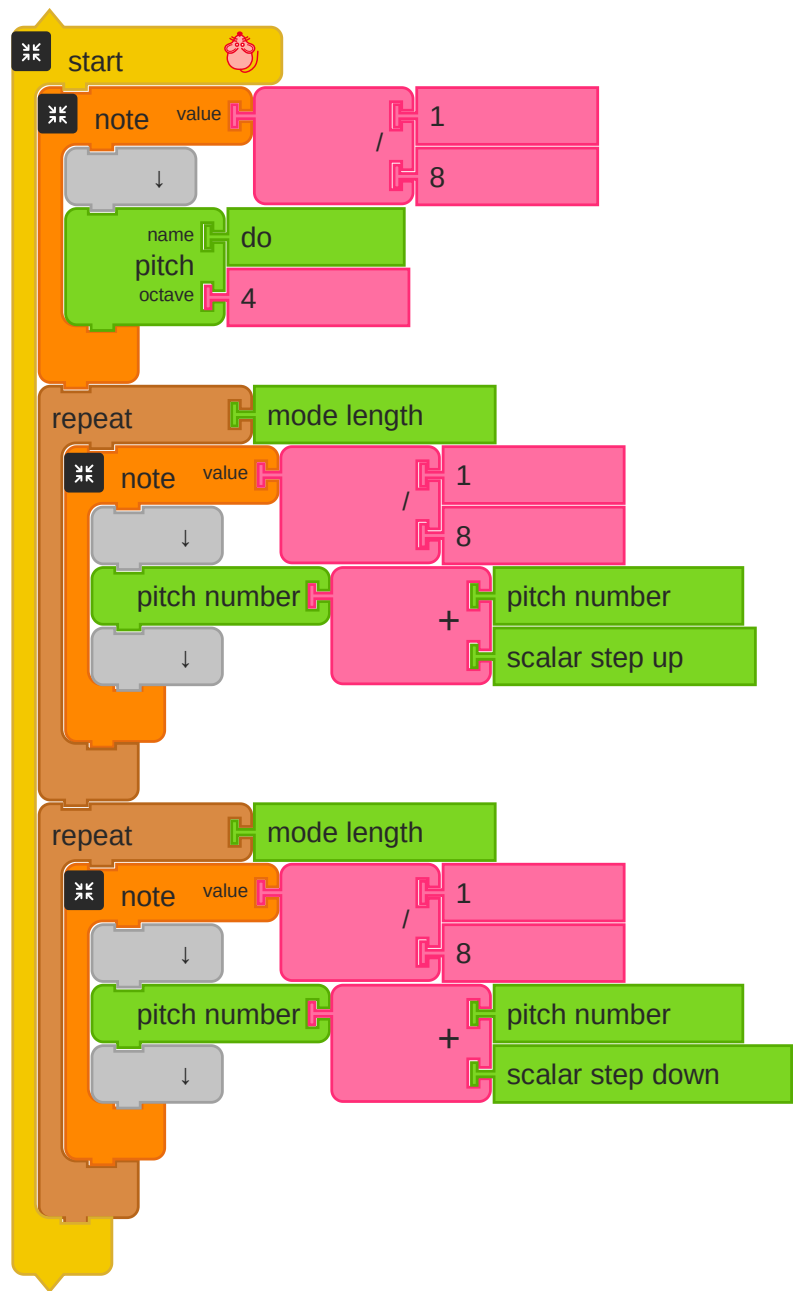 start
note value 1
/
8
↓
name do
pitch
octave 4
repeat mode length
note value 1
/
8
↓
pitch number pitch number
+
↓ scalar step up
repeat mode length
note value 1
/
8
↓
pitch number pitch number
+
↓ scalar step down